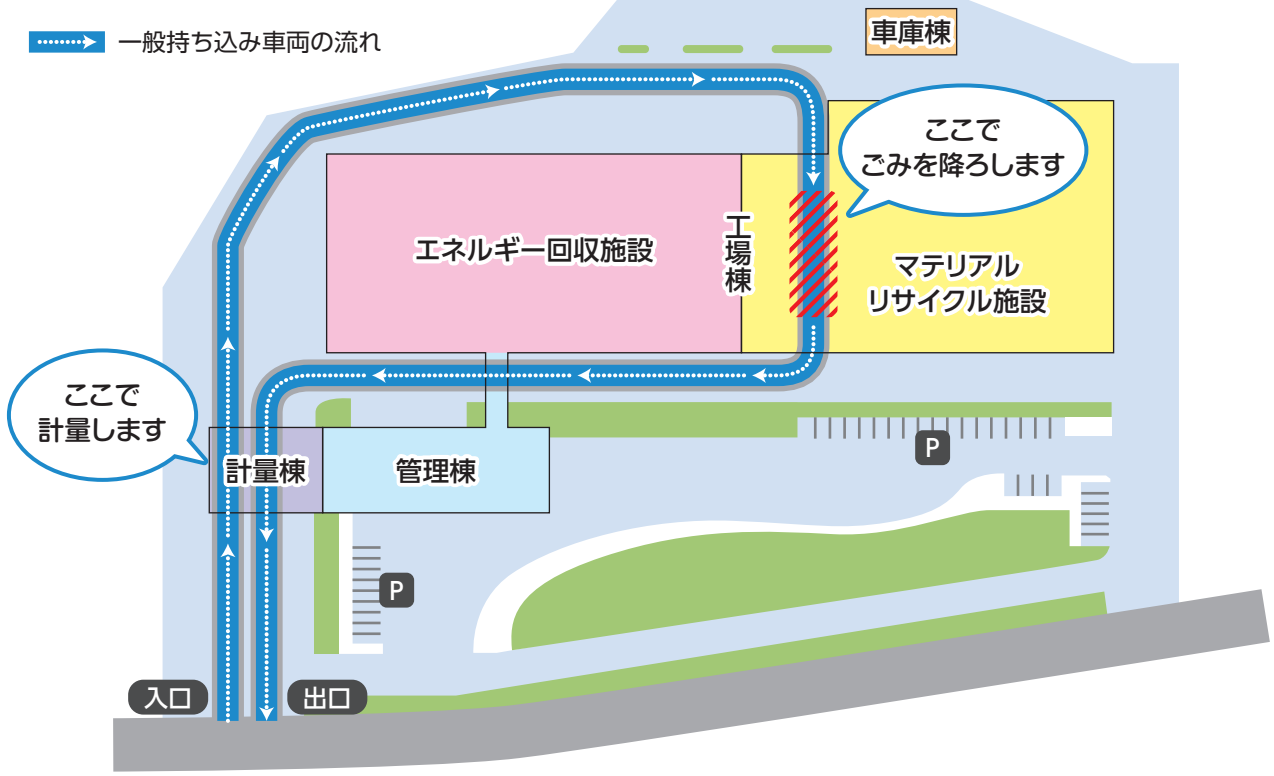 一般持ち込み車両の流れ
車庫棟
ここで
ごみを降ろします
エネルギー回収施設
工場棟
マテリアル
リサイクル施設
ここで
計量します
計量棟
管理棟
P
P
入口
出口